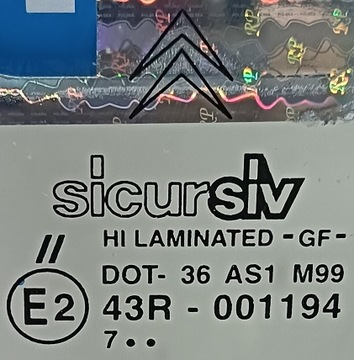 sicursiv
//
HI LAMINATED -GF-
DOT- 36 AS1 M99
E2 43R - 001194
7 • •